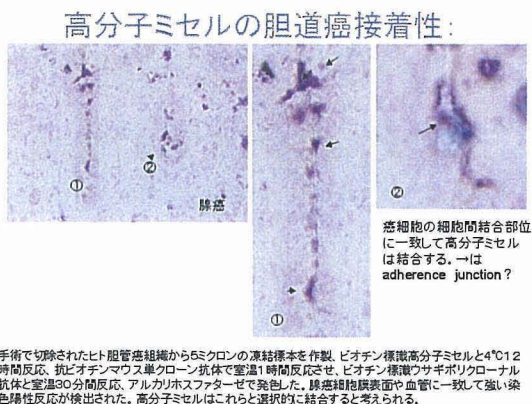 高分子ミセルの胆道癌接着性:
①
②
腺癌
①
②
癌細胞の細胞間結合部位
に一致して高分子ミセル
は結合する。→は
adherence junction?
手術で切除されたヒト胆管癌組織から5ミクロンの凍結標本を作製、ビオチン標識高分子ミセルと4℃12
時間反応、抗ビオチンマウス単クローン抗体で室温1時間反応させ、ビオチン標識ウサギポリクローナル
抗体と室温30分間反応、アルカリホスファターゼで発色した。腺癌細胞膜表面や血管に一致して強い染
色陽性反応が検出された。高分子ミセルはこれらと選択的に結合すると考えられる。